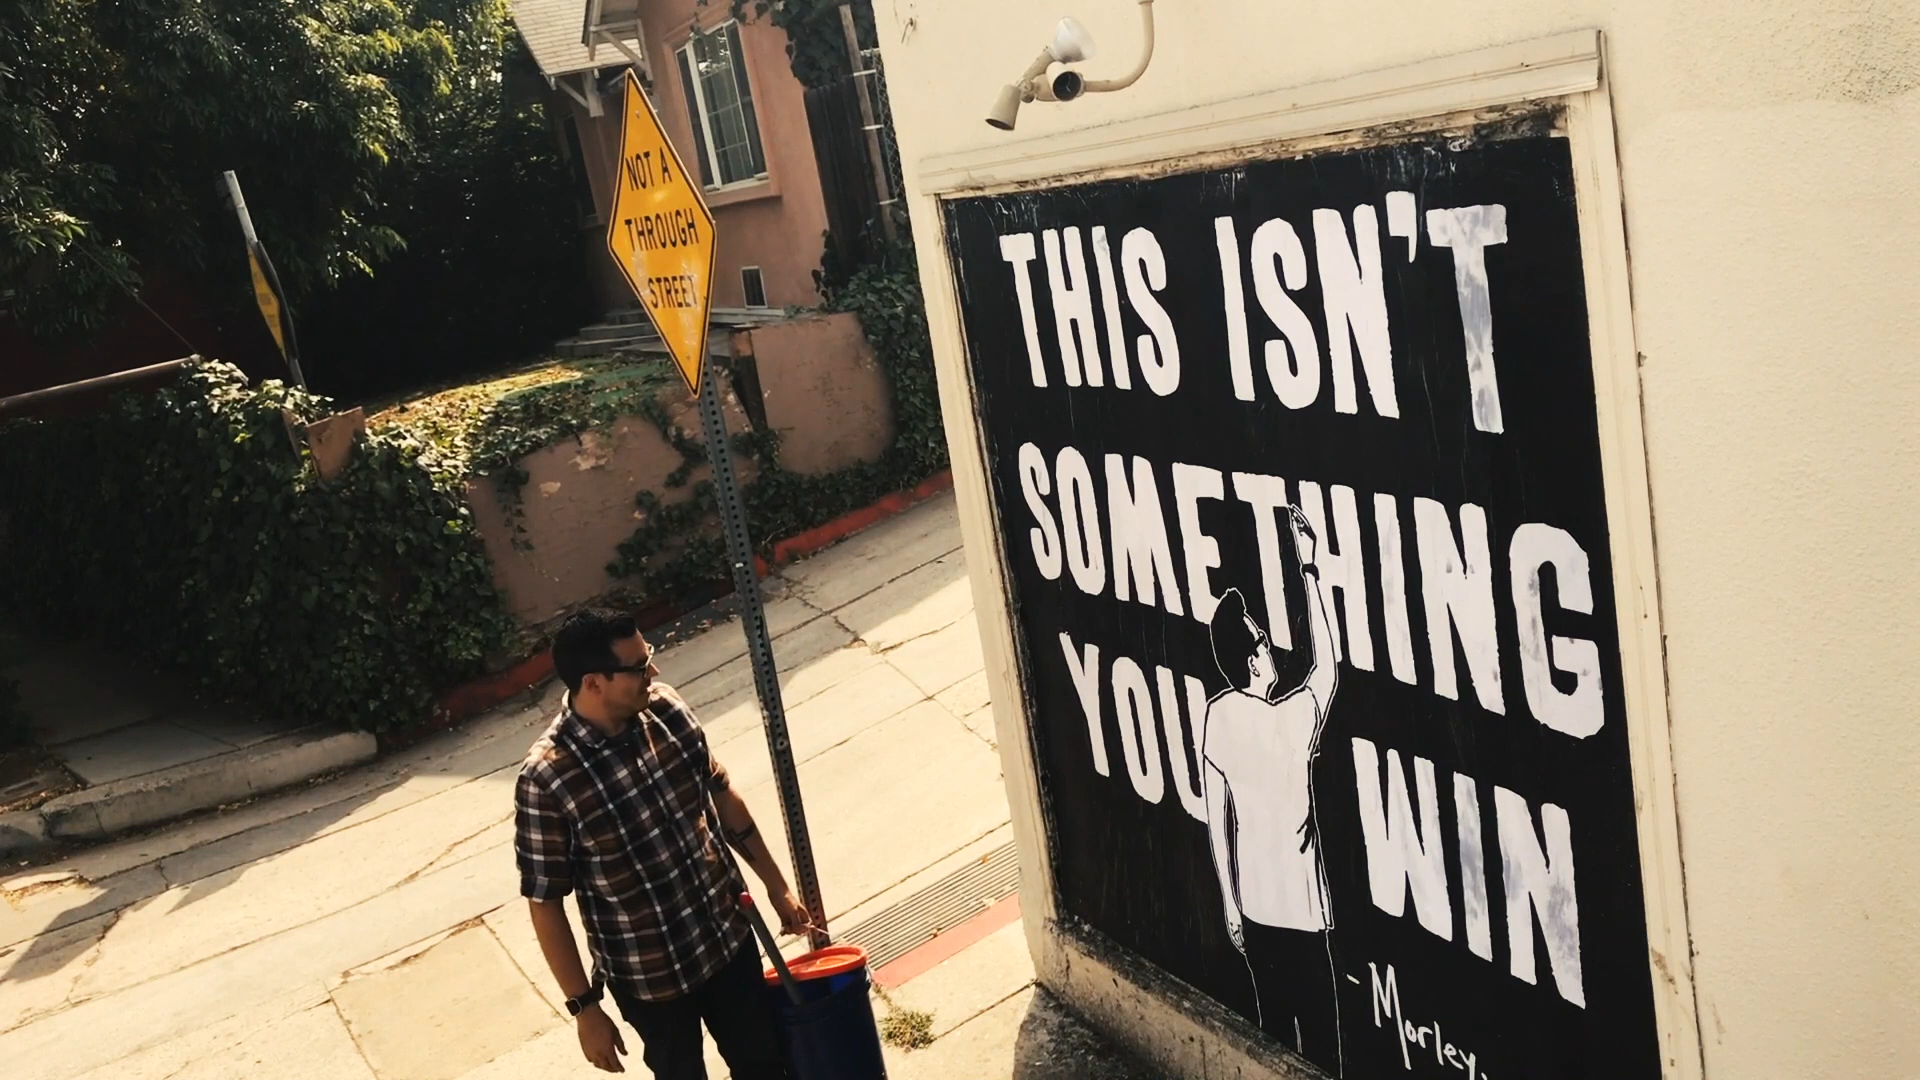 NOT A
THROUGH
STREET
THIS ISN'T
SOMETHING
YOU WIN
-Morley.